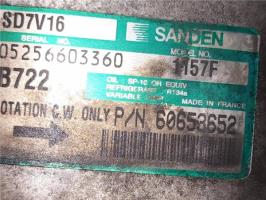 SD7V16 SANDEN
SERIAL NO. MODEL NO.
05256603360 1157F
B722 OIL: SP-10 OR EQUIV
REFRIGERANT R134a
VARIABLE MADE IN FRANCE
OTATION C.W. ONLY P/N 60653652